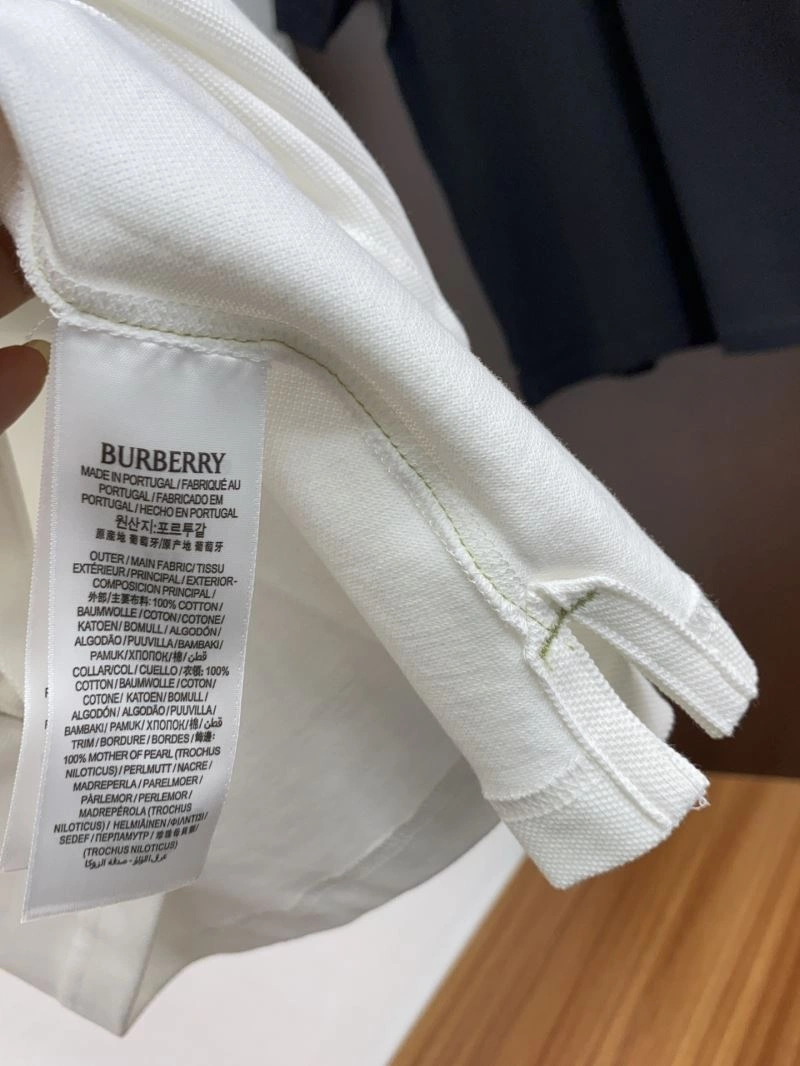 BURBERRY
MADE IN PORTUGAL / FABRIQUÉ AU
PORTUGAL / FABRICADO EM
PORTUGAL / HECHO EN PORTUGAL
원산지:포르투갈
原産地 葡萄牙/原产地 葡萄牙
OUTER / MAIN FABRIC/ TISSU
EXTÉRIEUR / PRINCIPAL / EXTERIOR-
COMPOSICION PRINCIPAL /
外部/主要布料: 100% COTTON /
BAUMWOLLE / COTON / COTONE /
KATOEN / BOMULL / ALGODÓN /
ALGODÃO / PUUVILLA / BAMBAKI /
PAMUK / ХЛОПОК / 棉 / قطن
COLLAR/COL / CUELLO / 衣領: 100%
COTTON / BAUMWOLLE / COTON/
COTONE / KATOEN / BOMULL /
ALGODÓN / ALGODÃO / PUUVILLA /
BAMBAKI / PAMUK / ХЛОПОК / 棉 / قطن
TRIM / BORDURE / BORDES /
100% MOTHER OF PEARL (TROCHUS
NILOTICUS) / PERLMUTT / NACRE /
MADREPERLA / PARELMOER /
PÄRLEMOR / PERLEMOR /
MADREPÉROLA (TROCHUS
NILOTICUS) / HELMIÄINEN / ΦΙΛΝΤΙΣΙ /
SEDEF / ПЕРЛАМУТР /
(TROCHUS NILOTICUS)
عرق اللؤلؤ - صدفه الروكا